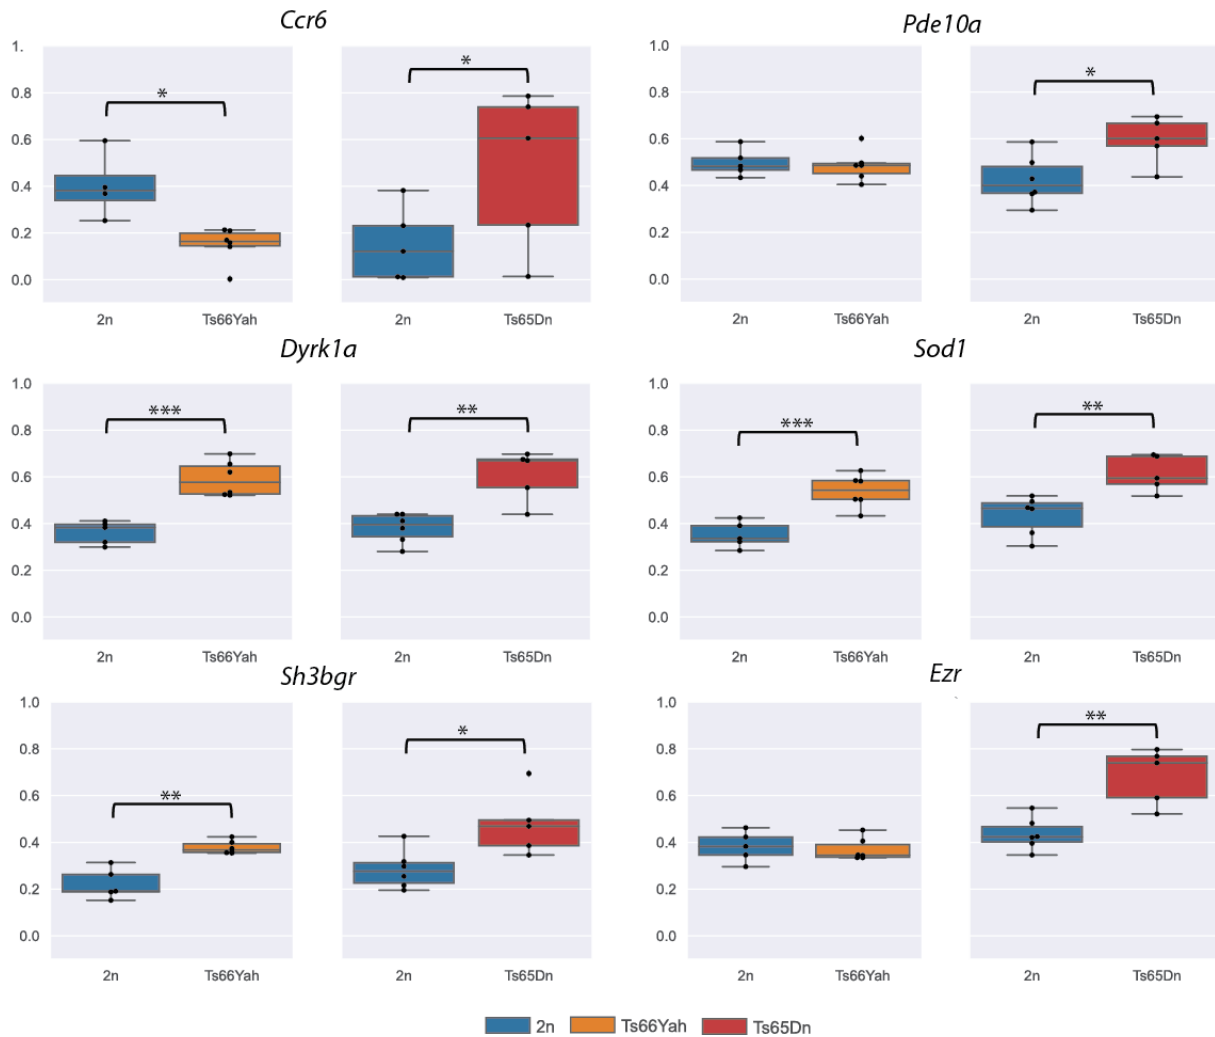 Ccr6
Pde10a
1.
0.8
0.6
0.4
0.2
0.0
*
*
2n
Ts66Yah
2n
Ts65Dn
1.0
0.8
0.6
0.4
0.2
0.0
*
2n
Ts66Yah
2n
Ts65Dn
Dyrk1a
Sod1
1.0
0.8
0.6
0.4
0.2
0.0
***
**
2n
Ts66Yah
2n
Ts65Dn
1.0
0.8
0.6
0.4
0.2
0.0
***
**
2n
Ts66Yah
2n
Ts65Dn
Sh3bgr
Ezr
1.0
0.8
0.6
0.4
0.2
0.0
**
*
2n
Ts66Yah
2n
Ts65Dn
1.0
0.8
0.6
0.4
0.2
0.0
**
2n
Ts66Yah
2n
Ts65Dn
2n Ts66Yah Ts65Dn